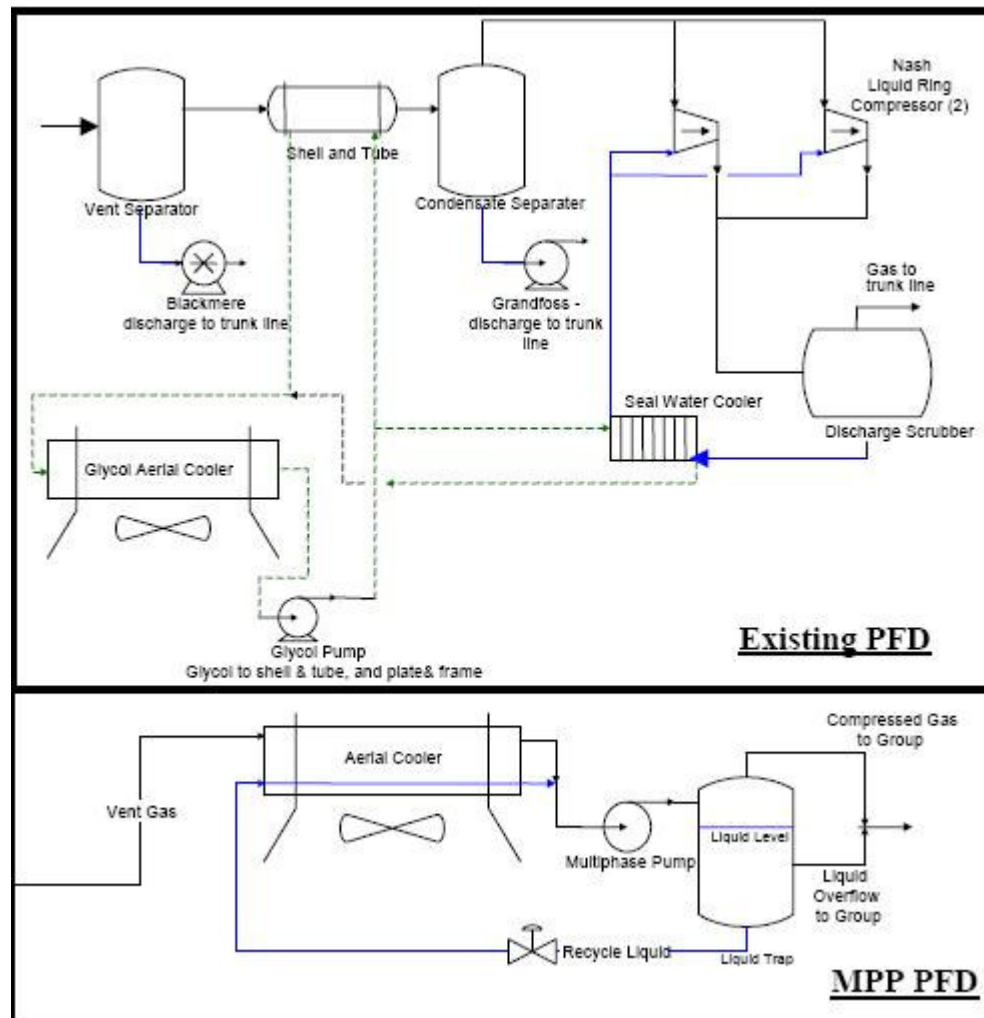 Nash
Liquid Ring
Compressor (2)
Shell and Tube
Vent Separator
Condensate Separater
Blackmere
discharge to trunk line
Grandfoss -
discharge to trunk
line
Gas to
trunk line
Seal Water Cooler
Discharge Scrubber
Glycol Aerial Cooler
Glycol Pump
Glycol to shell & tube, and plate& frame
Existing PFD
Compressed Gas
to Group
Aerial Cooler
Vent Gas
Liquid Level
Multiphase Pump
Liquid
Overflow
to Group
Recycle Liquid
Liquid Trap
MPP PFD